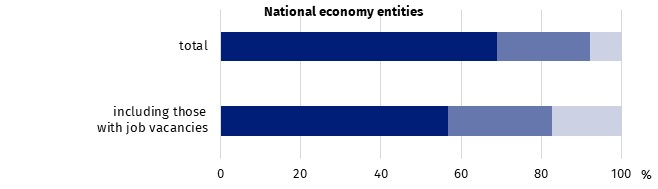 National economy entities
total
including those
with job vacancies
0 20 40 60 80 100 %